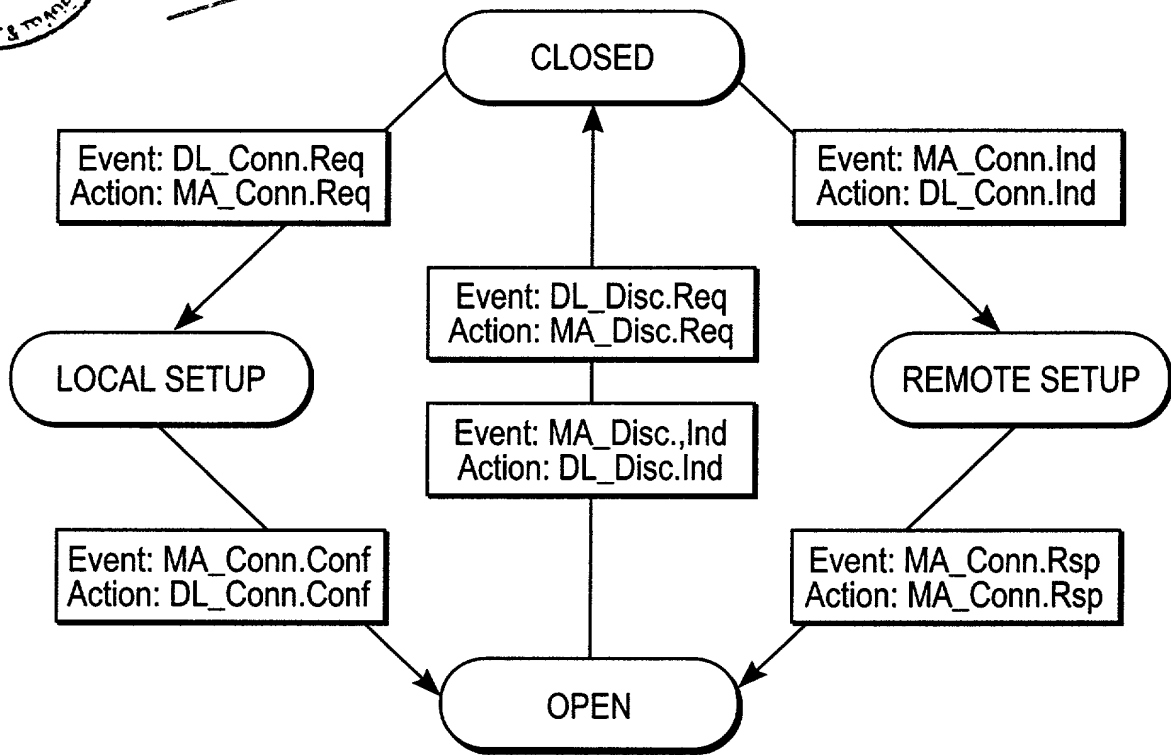 CLOSED
Event: DL_Conn.Req
Action: MA_Conn.Req
Event: MA_Conn.Ind
Action: DL_Conn.Ind
Event: DL_Disc.Req
Action: MA_Disc.Req
LOCAL SETUP
REMOTE SETUP
Event: MA_Disc.,Ind
Action: DL_Disc.Ind
Event: MA_Conn.Conf
Action: DL_Conn.Conf
Event: MA_Conn.Rsp
Action: MA_Conn.Rsp
OPEN